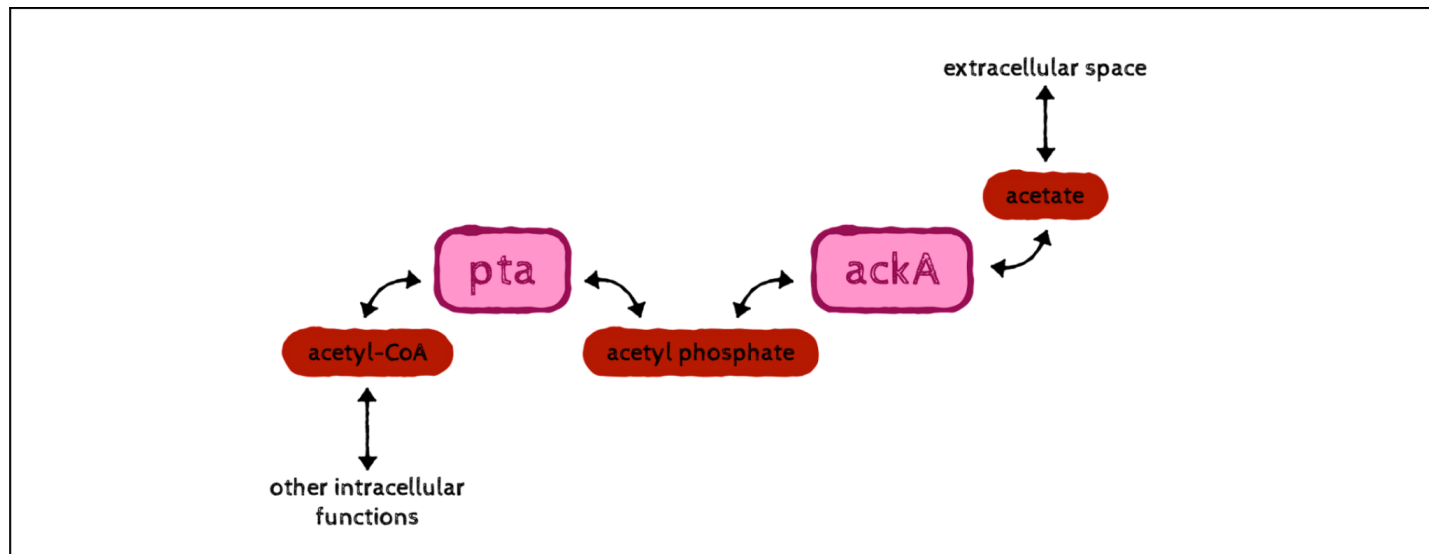 extracellular space
acetate
pta
ackA
acetyl-CoA
acetyl phosphate
other intracellular
functions